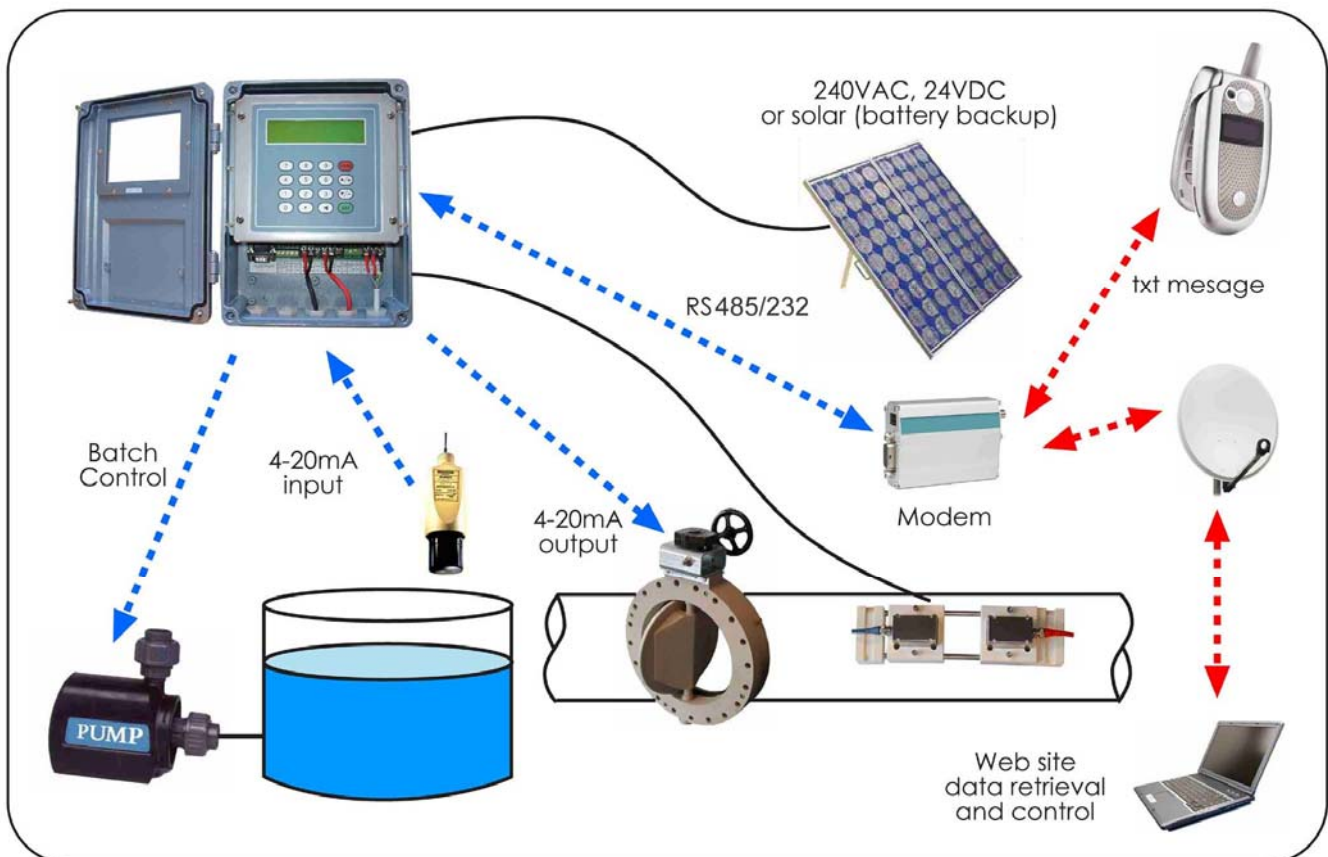 240VAC, 24VDC
or solar (battery backup)
txt mesage
RS485/232
Batch
Control
4-20mA
input
4-20mA
output
Modem
PUMP
Web site
data retrieval
and control